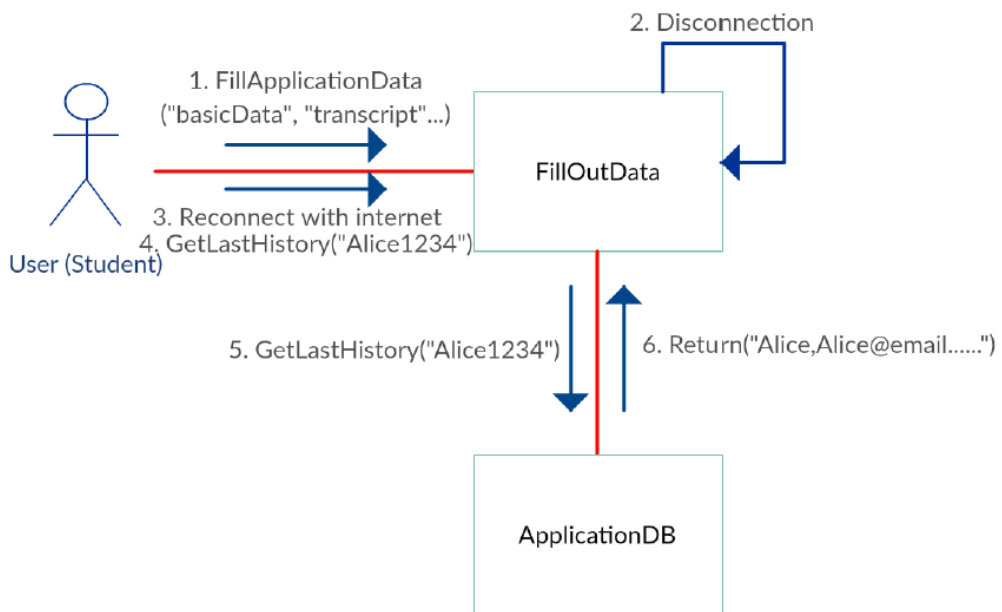 2. Disconnection
1. FillApplicationData
("basicData", "transcript"...)
FillOutData
3. Reconnect with internet
4. GetLastHistory("Alice1234")
User (Student)
5. GetLastHistory("Alice1234")
6. Return("Alice,Alice@email......")
ApplicationDB